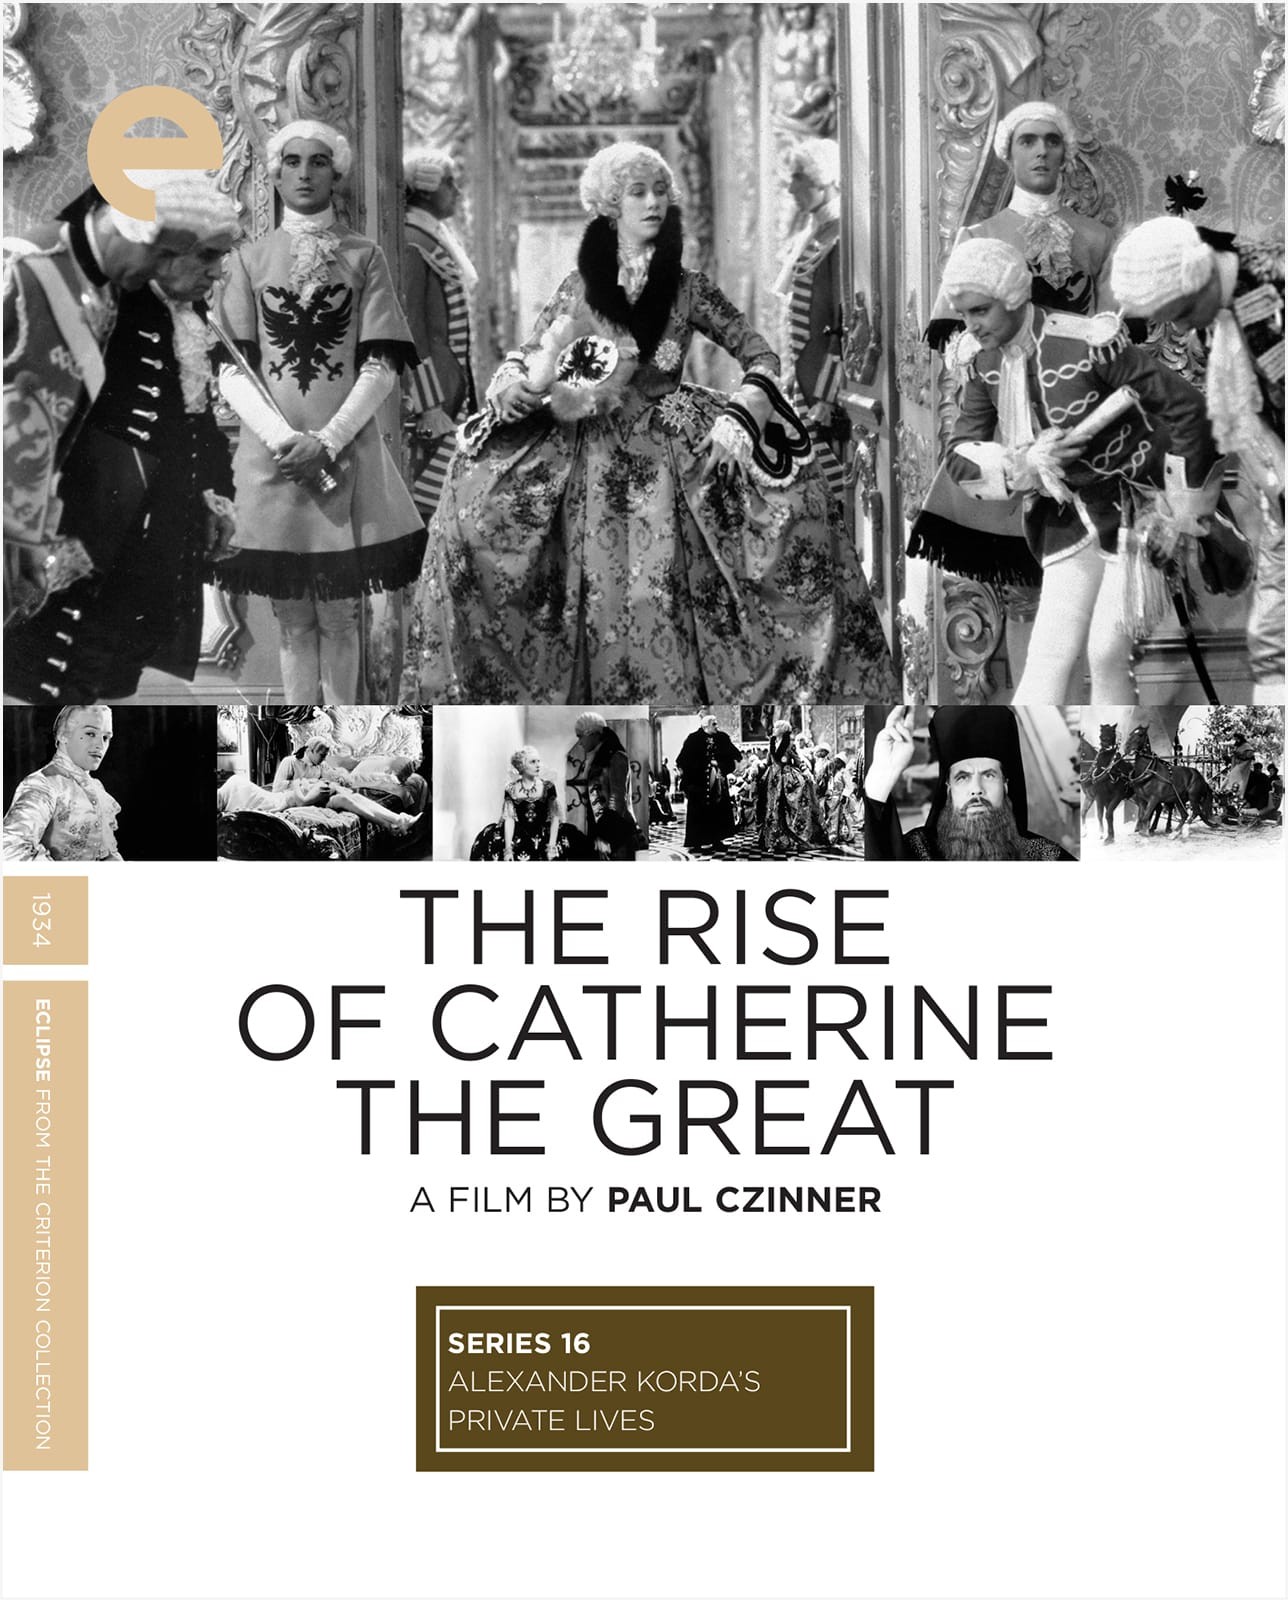 e
THE RISE
OF CATHERINE
THE GREAT
A FILM BY PAUL CZINNER
1934
ECLIPSE FROM THE CRITERION COLLECTION
SERIES 16
ALEXANDER KORDA'S
PRIVATE LIVES